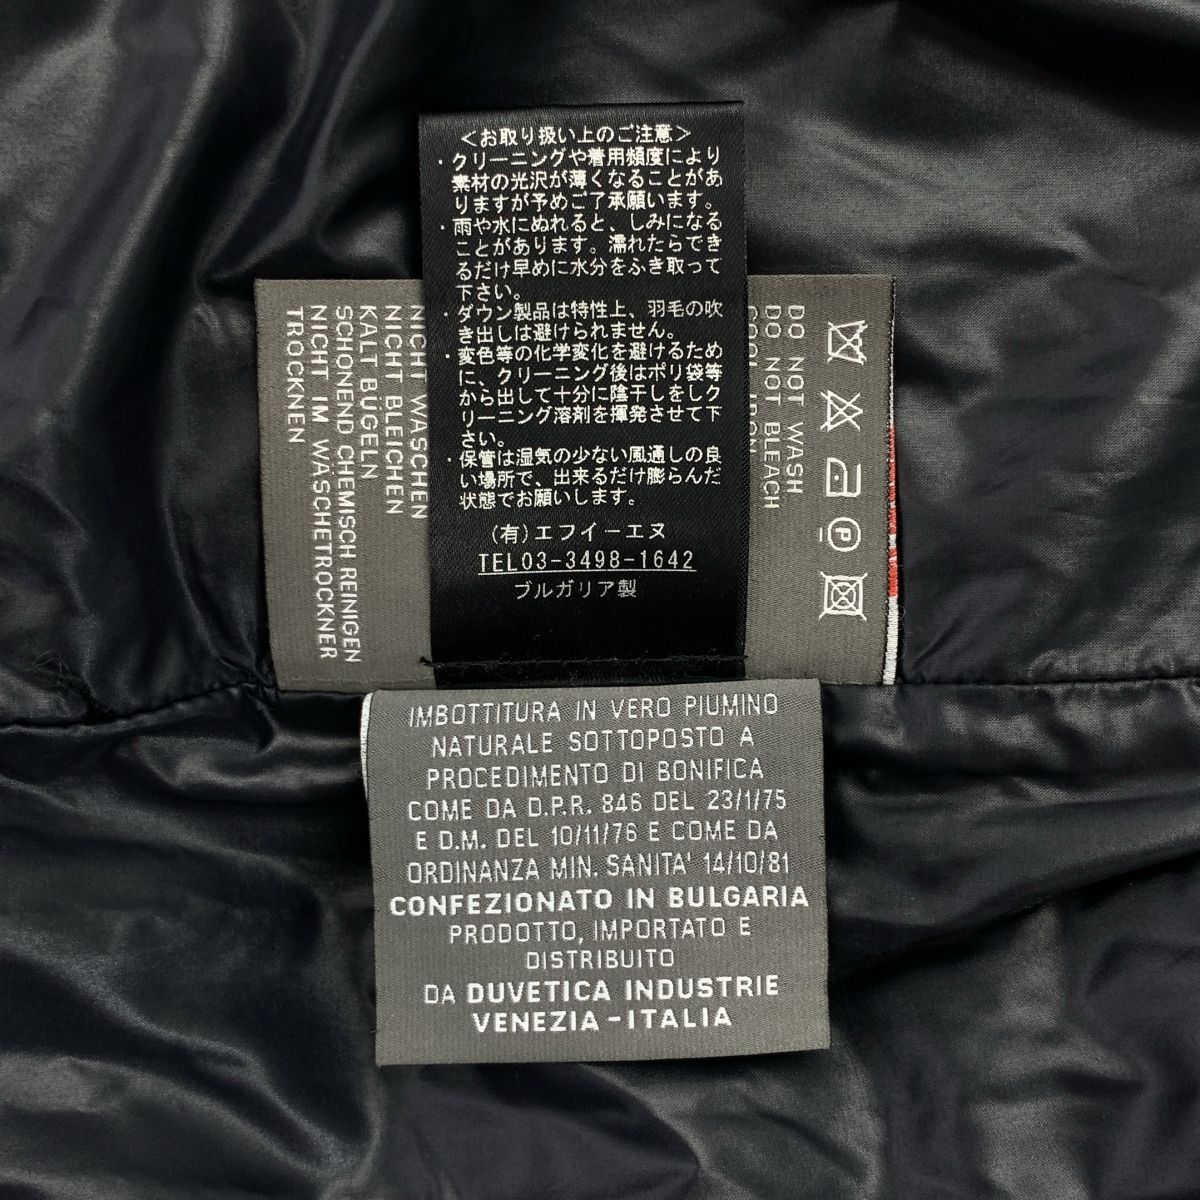 ＜お取り扱い上のご注意＞
・クリーニングや着用頻度により
素材の光沢が薄くなることがあ
りますが予めご了承願います。
・雨や水にぬれると、しみになる
ことがあります。濡れたらでき
るだけ早めに水分をふき取って
下さい。
・ダウン製品は特性上、羽毛の吹
き出しは避けられません。
・変色等の化学変化を避けるため
に、クリーニング後はポリ袋等
から出して十分に陰干しをしク
リーニング溶剤を揮発させて下
さい。
・保管は湿気の少ない風通しの良
い場所で、出来るだけ膨らんだ
状態でお願いします。
(有)エフイーエヌ
TEL03-3498-1642
ブルガリア製
NICHT WASCHEN
NICHT BLEICHEN
KALT BÜGELN
SCHONEND CHEMISCH REINIGEN
NICHT IM WÄSCHETROCKNER
TROCKNEN
DO NOT WASH
DO NOT BLEACH
P
IMBOTTITURA IN VERO PIUMINO
NATURALE SOTTOPOSTO A
PROCEDIMENTO DI BONIFICA
COME DA D.P.R. 846 DEL 23/1/75
E D.M. DEL 10/11/76 E COME DA
ORDINANZA MIN. SANITA' 14/10/81
CONFEZIONATO IN BULGARIA
PRODOTTO, IMPORTATO E
DISTRIBUITO
DA DUVETICA INDUSTRIE
VENEZIA-ITALIA